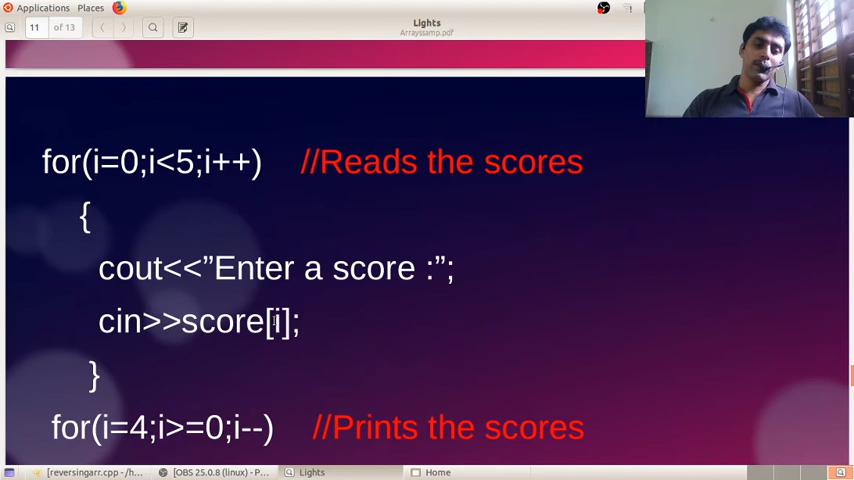 Applications Places
11 of 13
Lights
Arrayssamp.pdf
for(i=0;i<5;i++) //Reads the scores
{
cout<<”Enter a score :”;
cin>>score[i];
}
for(i=4;i>=0;i--) //Prints the scores
[reversingarr.cpp - /h... [OBS 25.0.8 (linux) - P... Lights Home